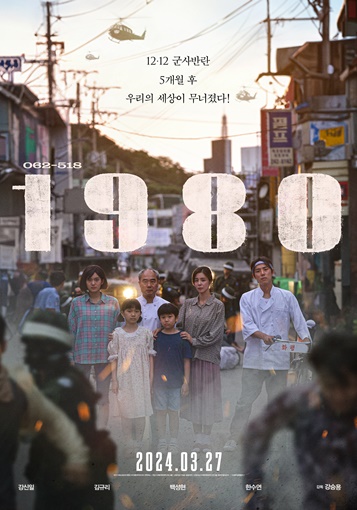 12·12 군사반란
5개월 후
우리의 세상이 무너졌다!
062-518
1980
2024.03.27
강신일
김규리
백성현
한수연
감독 강승용